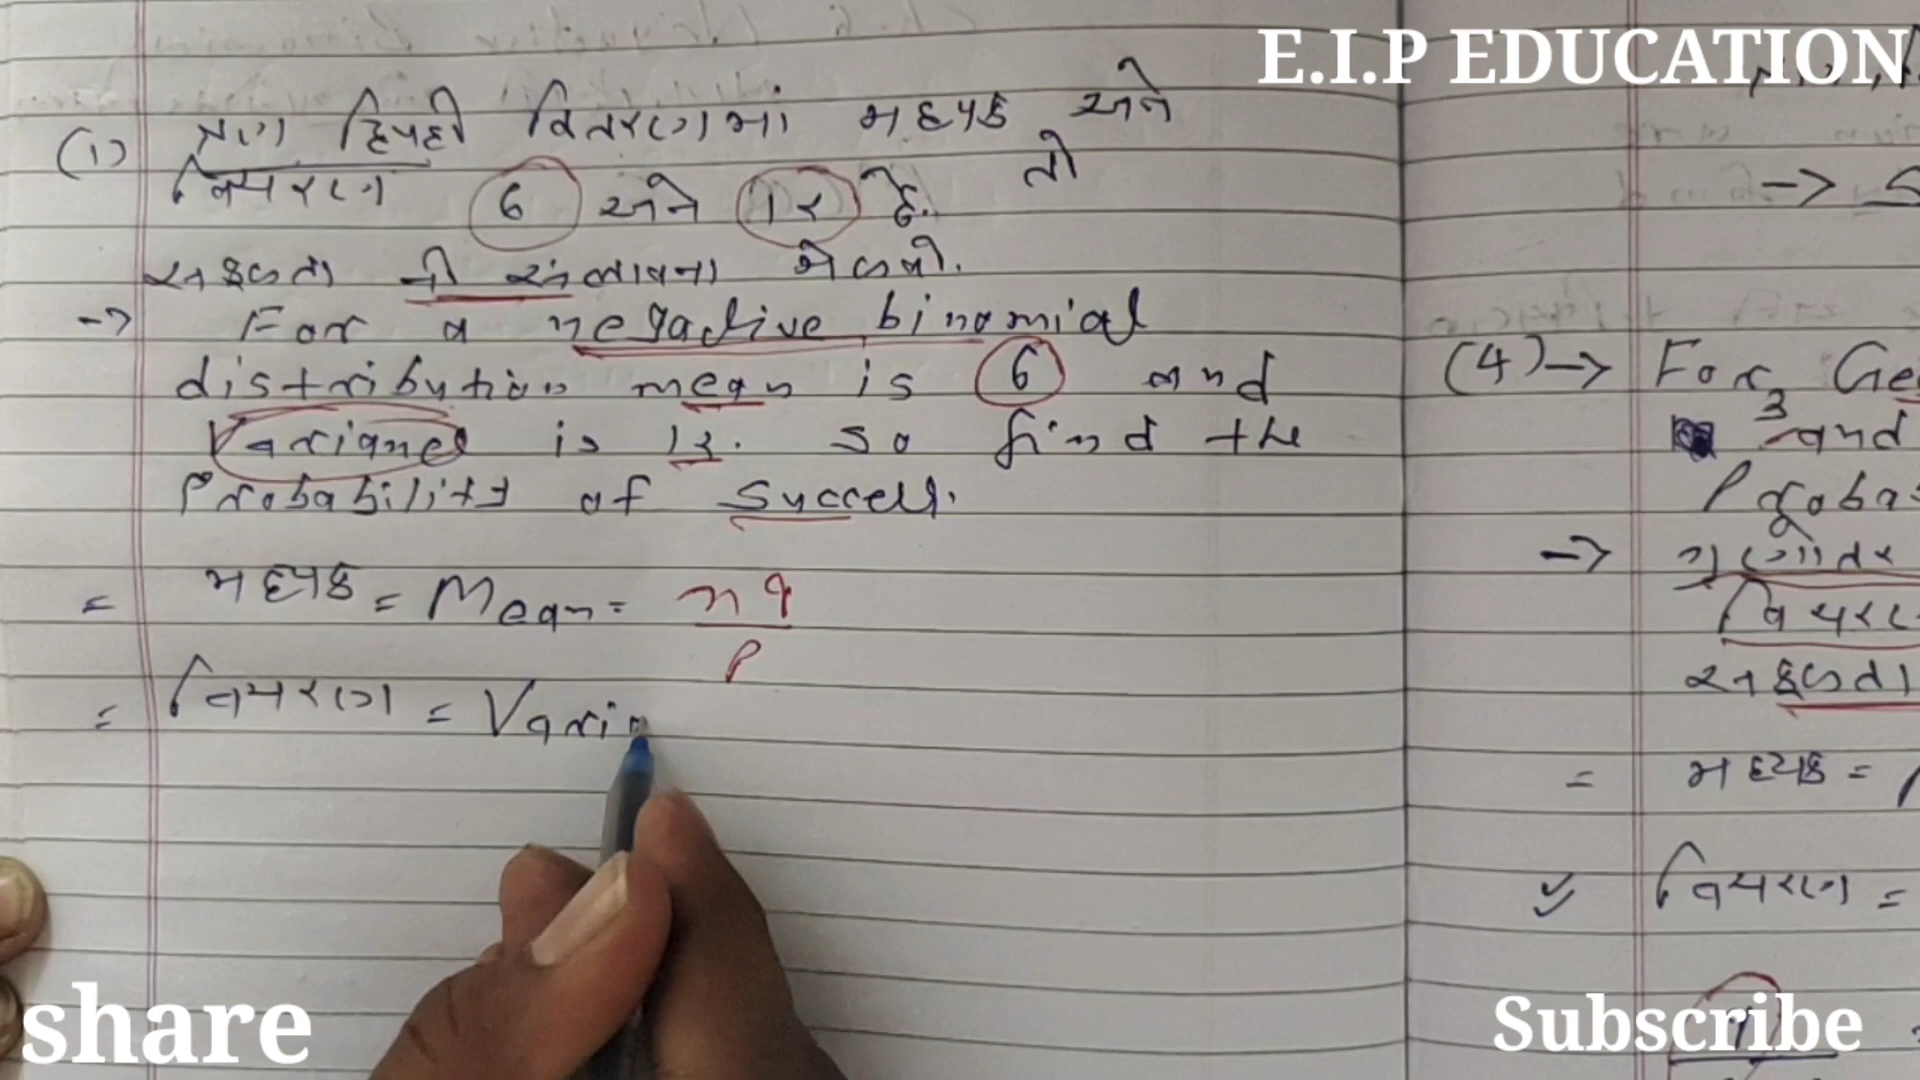 E.I.P EDUCATION
(1) ઋણ દ્વિપદી વિતરણમાં મધ્યક અને
વિચરણ 6 અને 12 છે. તો
સફળતા ની સંભાવના મેળવો.
-> For a negative binomial
distribution mean is 6 and
Variance is 12. so find the
Probability of Success.
= મધ્યક = Mean = nq
p
= વિચરણ = Vari
->
(4) -> For Ge
3 and
Proba
-> ગુણોત્તર
વિચરણ
સફળતા
= મધ્યક =
વિચરણ =
share
Subscribe